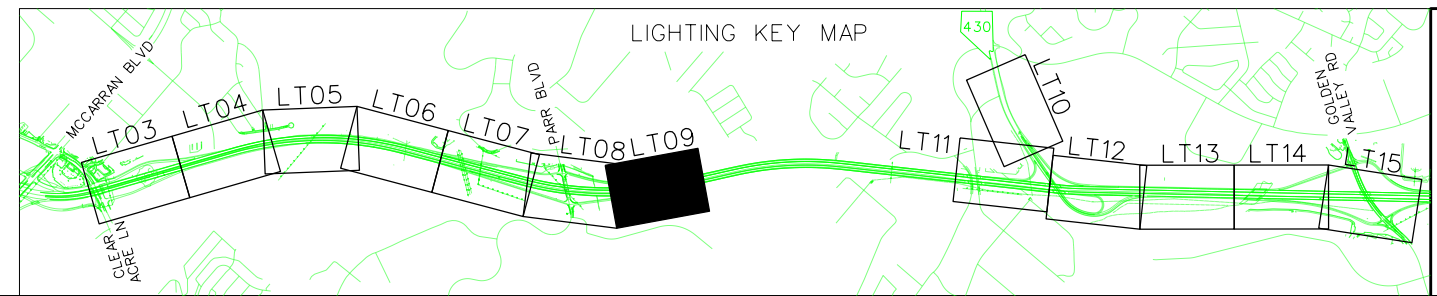 LIGHTING KEY MAP
430
MCCARRAN BLVD
LT03
LT04
LT05
LT06
LT07
PARR BLVD
LT08
LT09
LT10
LT11
LT12
LT13
LT14
GOLDEN
VALLEY RD
LT15
CLEAR
ACRE LN